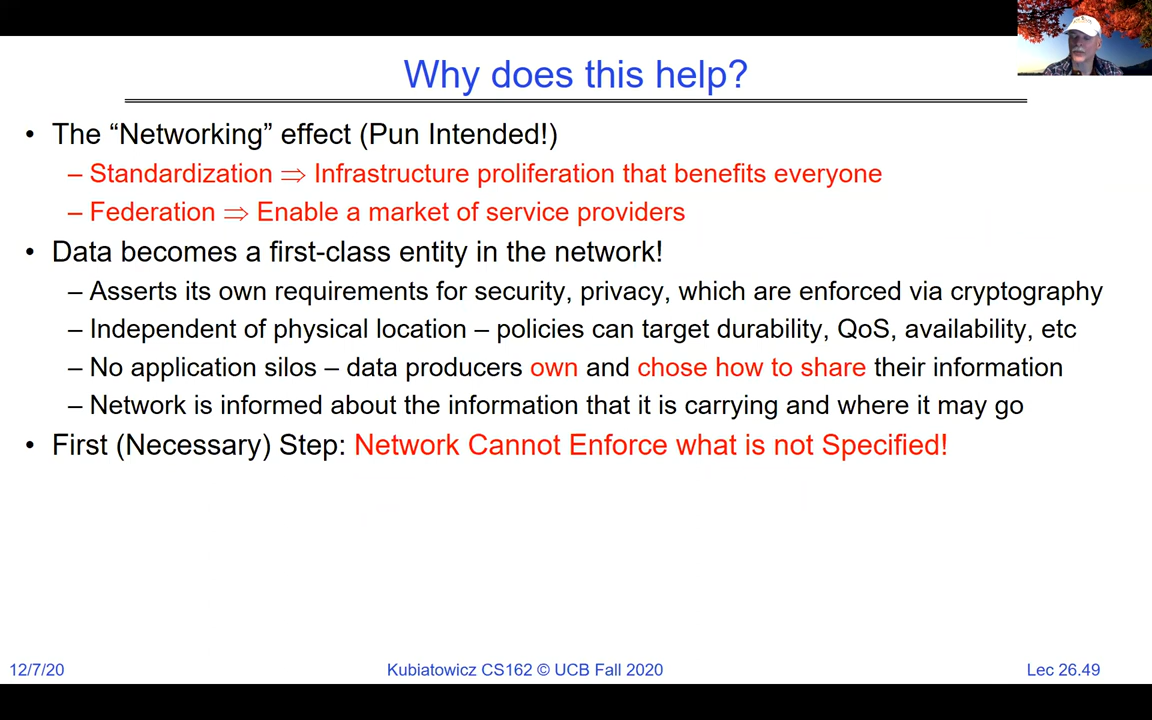 Why does this help?
• The “Networking” effect (Pun Intended!)
– Standardization ⇒ Infrastructure proliferation that benefits everyone
– Federation ⇒ Enable a market of service providers
• Data becomes a first-class entity in the network!
– Asserts its own requirements for security, privacy, which are enforced via cryptography
– Independent of physical location – policies can target durability, QoS, availability, etc
– No application silos – data producers own and chose how to share their information
– Network is informed about the information that it is carrying and where it may go
• First (Necessary) Step: Network Cannot Enforce what is not Specified!
12/7/20 Kubiatowicz CS162 © UCB Fall 2020 Lec 26.49